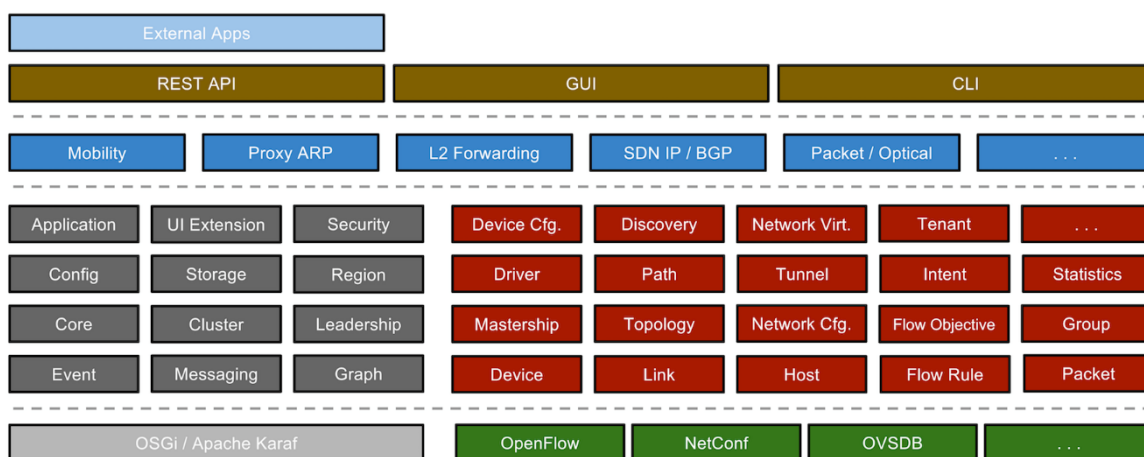 External Apps
REST API GUI CLI
Mobility Proxy ARP L2 Forwarding SDN IP / BGP Packet / Optical . . .
Application UI Extension Security Device Cfg. Discovery Network Virt. Tenant . . .
Config Storage Region Driver Path Tunnel Intent Statistics
Core Cluster Leadership Mastership Topology Network Cfg. Flow Objective Group
Event Messaging Graph Device Link Host Flow Rule Packet
OSGi / Apache Karaf OpenFlow NetConf OVSDB . . .